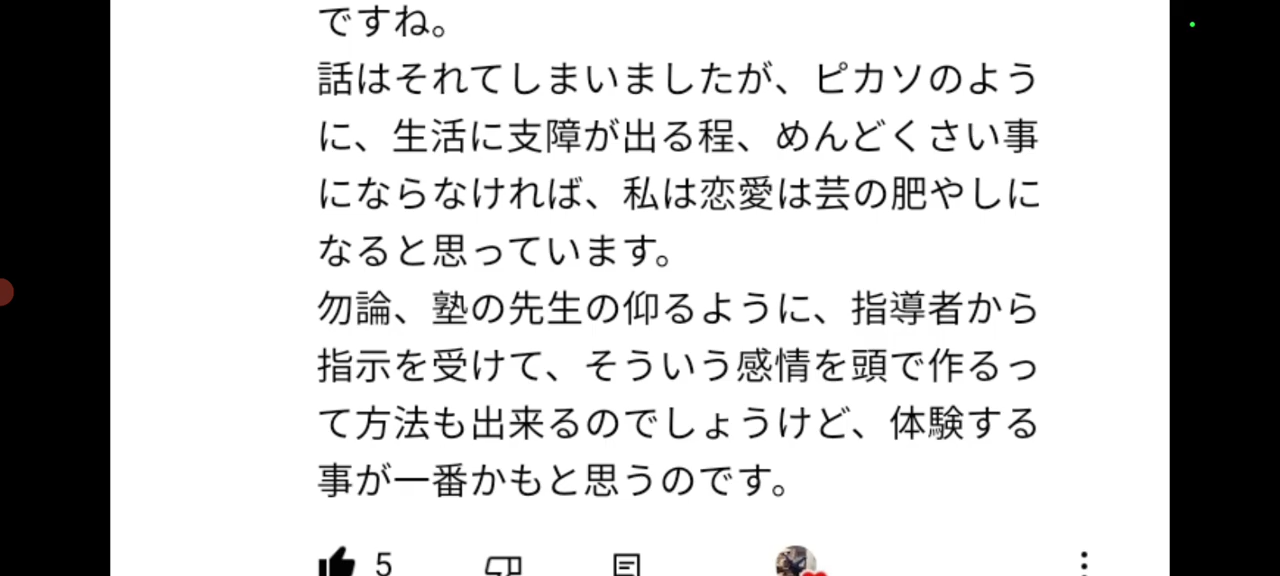 ですね。
話はそれてしまいましたが、ピカソのよう
に、生活に支障が出る程、めんどくさい事
にならなければ、私は恋愛は芸の肥やしに
なると思っています。
勿論、塾の先生の仰るように、指導者から
指示を受けて、そういう感情を頭で作るっ
て方法も出来るのでしょうけど、体験する
事が一番かもと思うのです。
5